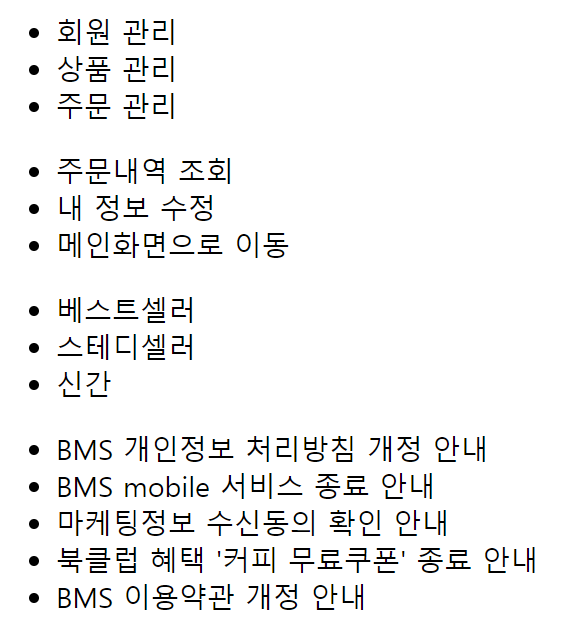 • 회원 관리
• 상품 관리
• 주문 관리
• 주문내역 조회
• 내 정보 수정
• 메인화면으로 이동
• 베스트셀러
• 스테디셀러
• 신간
• BMS 개인정보 처리방침 개정 안내
• BMS mobile 서비스 종료 안내
• 마케팅정보 수신동의 확인 안내
• 북클럽 혜택 '커피 무료쿠폰' 종료 안내
• BMS 이용약관 개정 안내